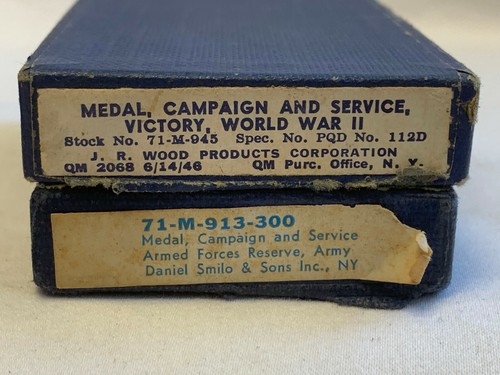 MEDAL, CAMPAIGN AND SERVICE,
VICTORY, WORLD WAR II
Stock No. 71-M-945 Spec. No. PQD No. 112D
J. R. WOOD PRODUCTS CORPORATION
QM 2068 6/14/46 QM Purc. Office, N. Y.
71-M-913-300
Medal, Campaign and Service
Armed Forces Reserve, Army
Daniel Smilo & Sons Inc., NY